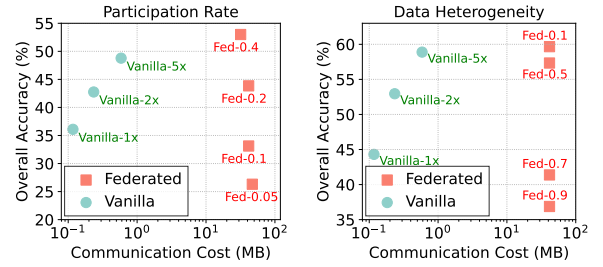 Participation Rate
Overall Accuracy (%)
55
50
45
40
35
30
25
20
Fed-0.4
Vanilla-5x
Vanilla-2x
Fed-0.2
Vanilla-1x
Fed-0.1
Fed-0.05
Federated
Vanilla
10⁻¹ 10⁰ 10¹ 10²
Communication Cost (MB)
Data Heterogeneity
Overall Accuracy (%)
60
55
50
45
40
35
Fed-0.1
Vanilla-5x
Fed-0.5
Vanilla-2x
Vanilla-1x
Fed-0.7
Fed-0.9
Federated
Vanilla
10⁻¹ 10⁰ 10¹ 10²
Communication Cost (MB)